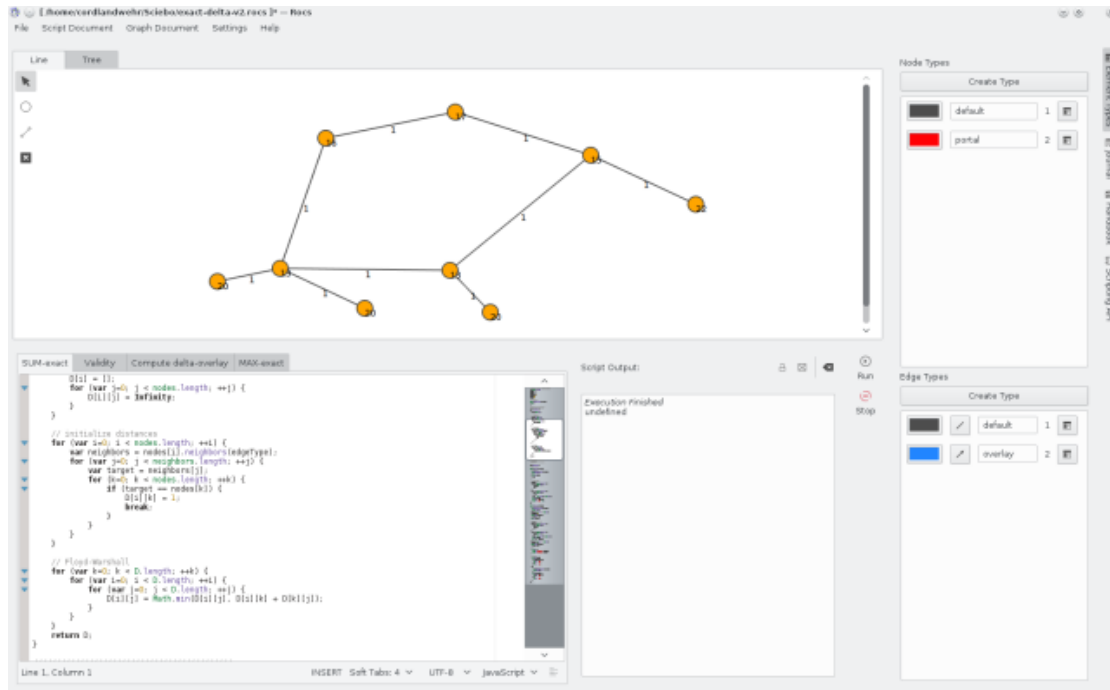 [ /home/cordlandwehr/Sciebo/exact-delta-v2.rocs ]* — Rocs
File Script Document Graph Document Settings Help
Line Tree
Node Types
Create Type
default 1
portal 2
1
1
1
1
1
1
1
1
1
SUM-exact Validity Compute delta-overlay MAX-exact
Script Output:
Run
Stop
Execution Finished
undefined
Edge Types
Create Type
default 1
overlay 2
D[i] = [];
for (var j=0; j < nodes.length; ++j) {
D[i][j] = Infinity;
}
}
// initialize distances
for (var i=0; i < nodes.length; ++i) {
var neighbors = nodes[i].neighbors(edgeType);
for (var j=0; j < neighbors.length; ++j) {
var target = neighbors[j];
for (k=0; k < nodes.length; ++k) {
if (target == nodes[k]) {
D[i][k] = 1;
break;
}
}
}
}
// Floyd-Warshall
for (var k=0; k < D.length; ++k) {
for (var i=0; i < D.length; ++i) {
for (var j=0; j < D.length; ++j) {
D[i][j] = Math.min(D[i][j], D[i][k] + D[k][j]);
}
}
}
return D;
}
Line 1, Column 1 INSERT Soft Tabs: 4 UTF-8 JavaScript